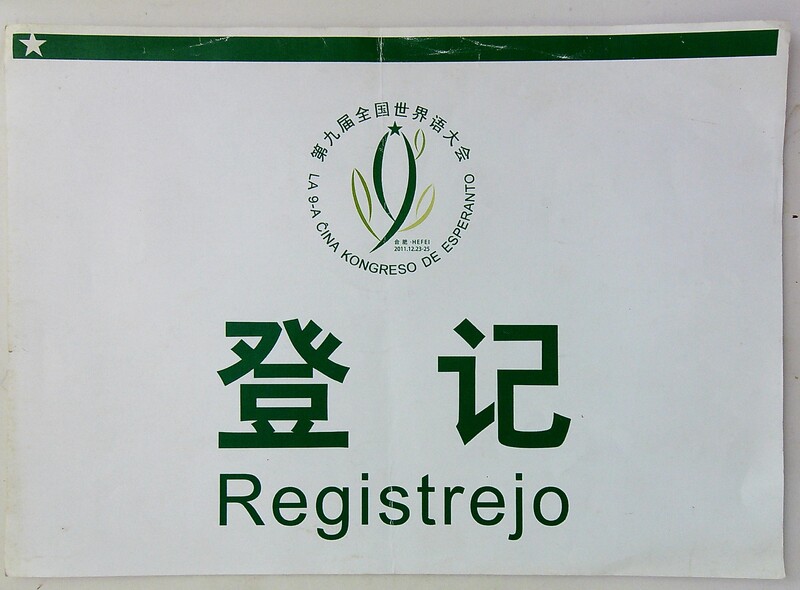 第九届全国世界语大会
LA 9-A ĈINA KONGRESO DE ESPERANTO
合肥·HEFEI
2011.12.23-25
登记
Registrejo